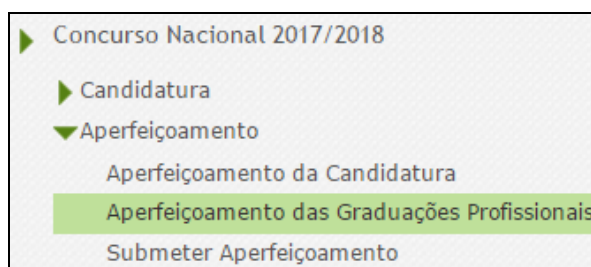 Concurso Nacional 2017/2018
Candidatura
Aperfeiçoamento
Aperfeiçoamento da Candidatura
Aperfeiçoamento das Graduações Profissionais
Submeter Aperfeiçoamento